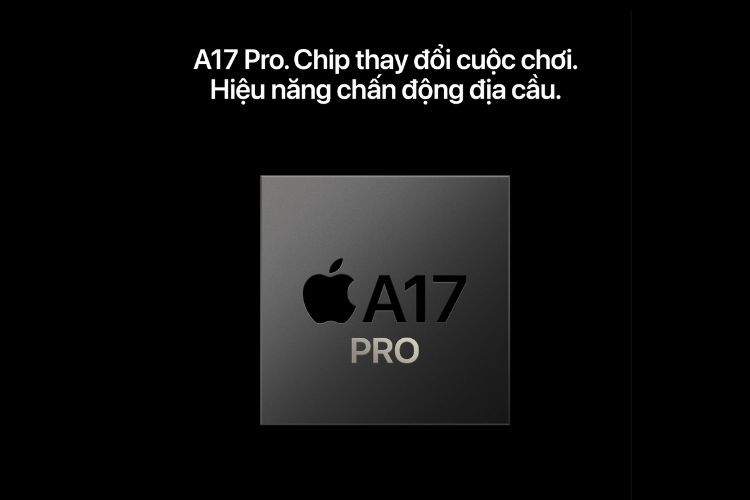 A17 Pro. Chip thay đổi cuộc chơi.
Hiệu năng chấn động địa cầu.
A17
PRO